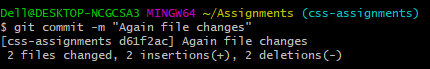 Dell@DESKTOP-NCGCSA3 MINGW64 ~/Assignments (css-assignments)
$ git commit -m "Again file changes"
[css-assignments d61f2ac] Again file changes
 2 files changed, 2 insertions(+), 2 deletions(-)